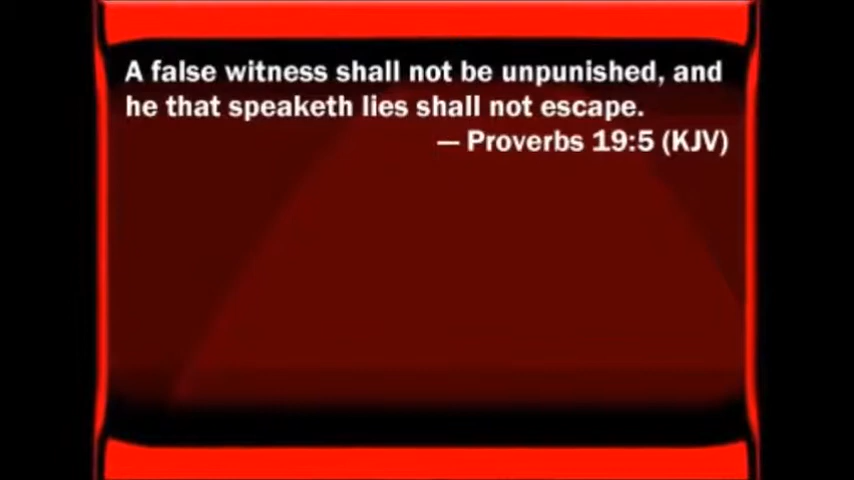 A false witness shall not be unpunished, and
he that speaketh lies shall not escape.
— Proverbs 19:5 (KJV)